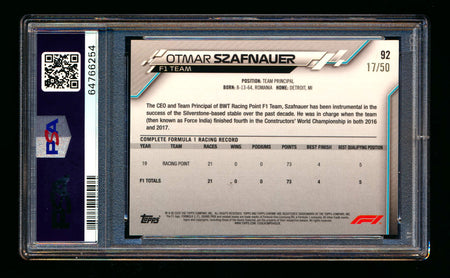 64766254
PSA
OTMAR SZAFNAUER
F1 TEAM
92
17/50
POSITION: TEAM PRINCIPAL
BORN: 8-13-64, ROMANIA HOME: DETROIT, MI
The CEO and Team Principal of BWT Racing Point F1 Team, Szafnauer has been instrumental in the
success of the Silverstone-based stable over the past decade. He was in charge when the team
(then known as Force India) finished fourth in the Constructors' World Championship in both 2016
and 2017.
COMPLETE FORMULA 1 RACING RECORD
YEAR TEAM RACES WINS POLES POINTS BEST FINISH BEST QUALIFYING POSITION
19 RACING POINT 21 0 0 73 4 5
F1 TOTALS 21 0 0 73 4 5
Topps
F1